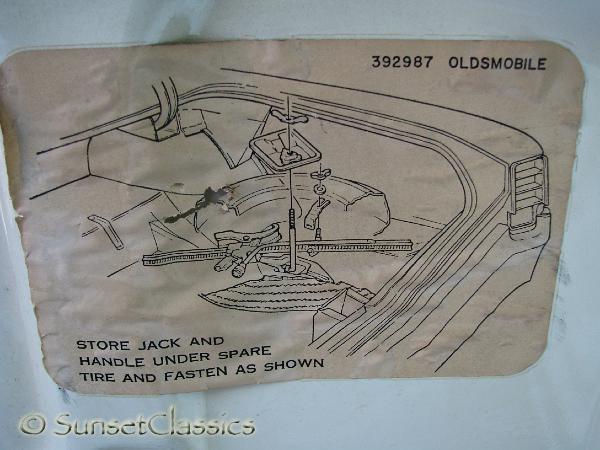 392987 OLDSMOBILE
STORE JACK AND
HANDLE UNDER SPARE
TIRE AND FASTEN AS SHOWN
© SunsetClassics